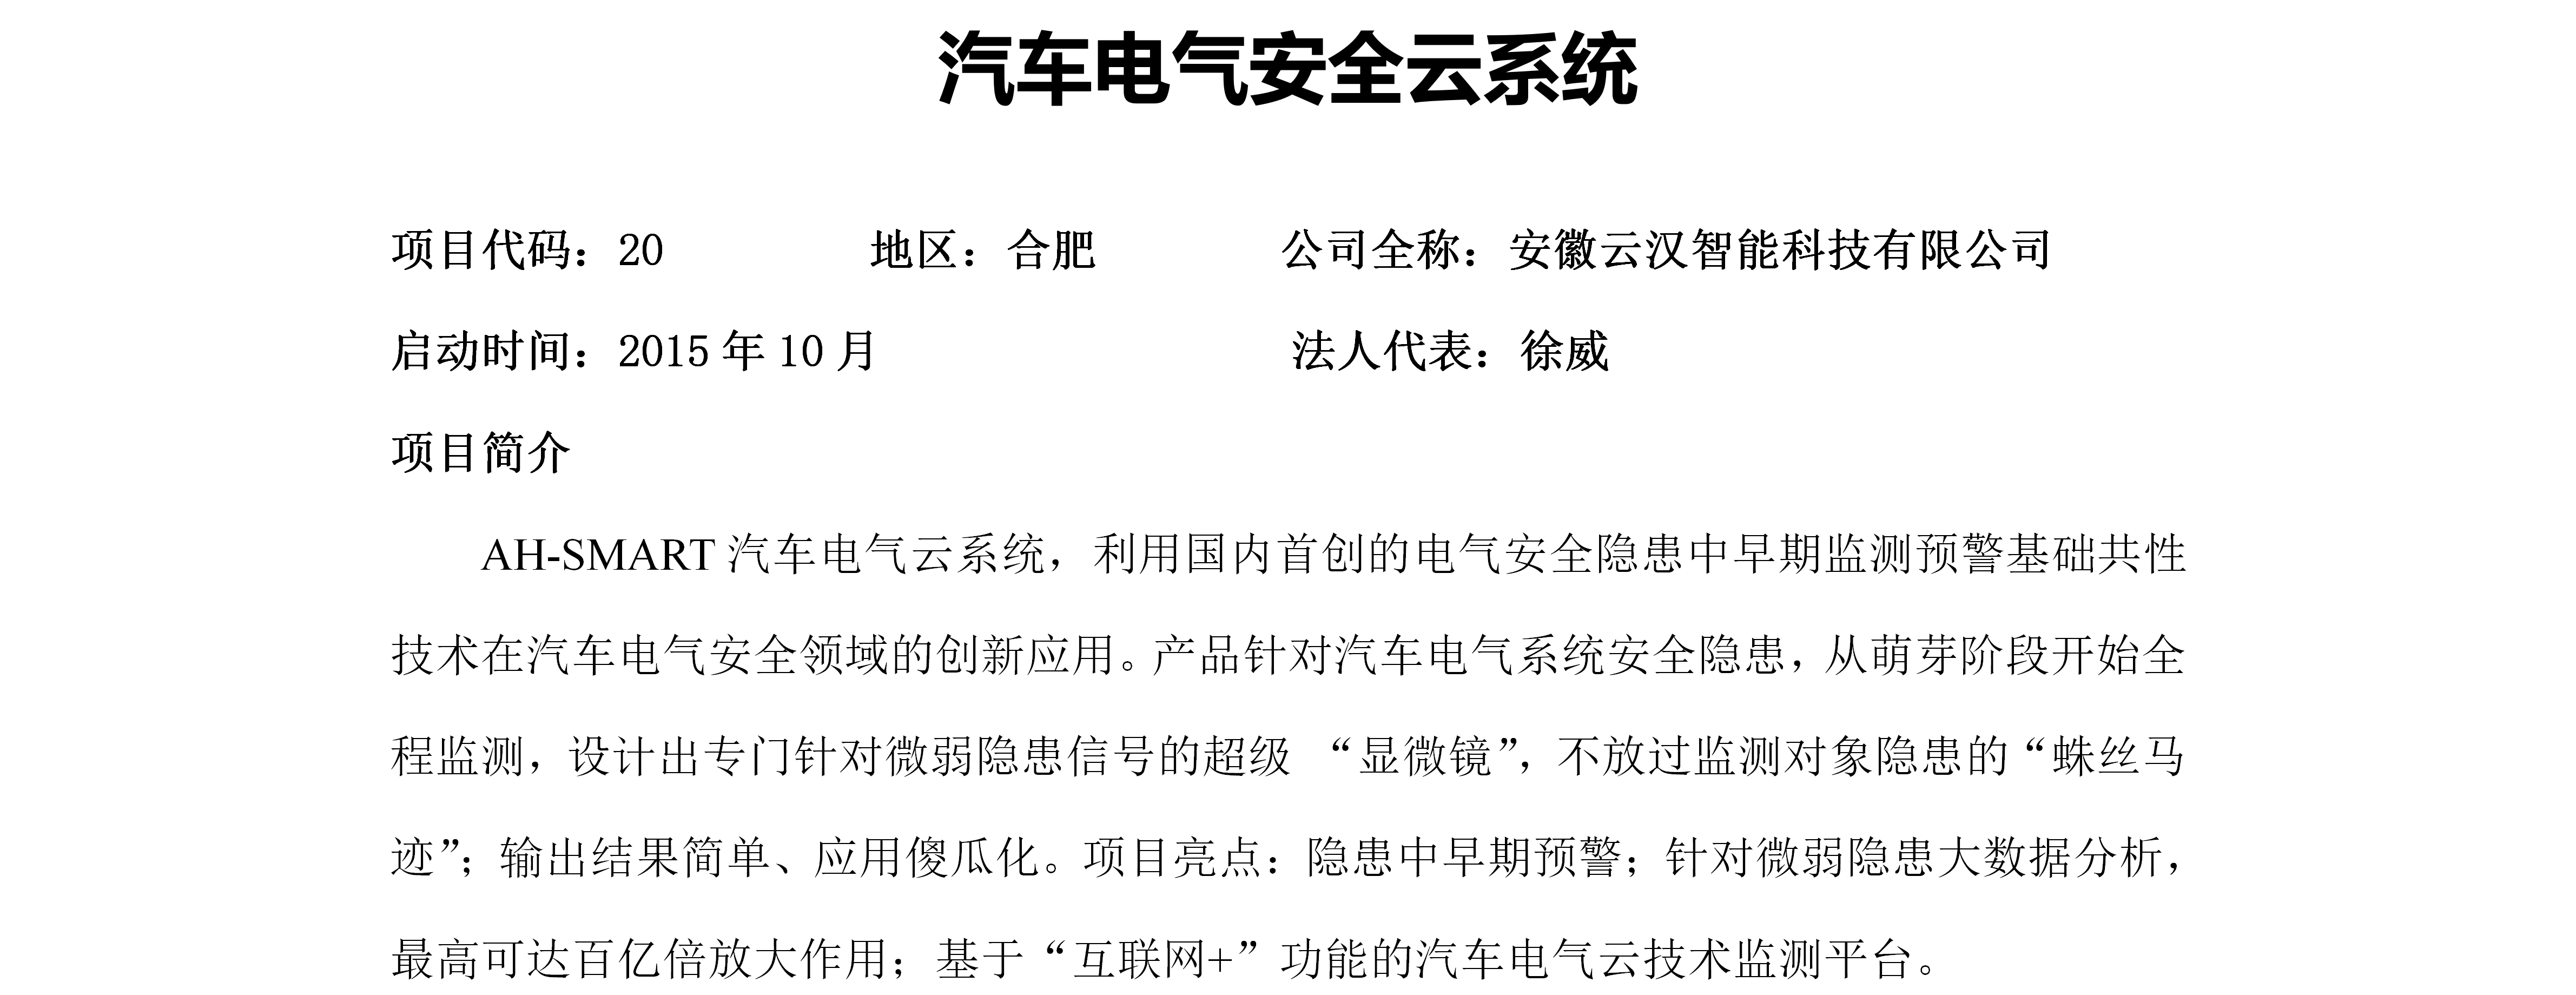 汽车电气安全云系统
项目代码：20 地区：合肥 公司全称：安徽云汉智能科技有限公司
启动时间：2015 年 10 月 法人代表：徐威
项目简介
AH-SMART 汽车电气云系统，利用国内首创的电气安全隐患中早期监测预警基础共性
技术在汽车电气安全领域的创新应用。产品针对汽车电气系统安全隐患，从萌芽阶段开始全
程监测，设计出专门针对微弱隐患信号的超级 “显微镜”，不放过监测对象隐患的“蛛丝马
迹”；输出结果简单、应用傻瓜化。项目亮点：隐患中早期预警；针对微弱隐患大数据分析，
最高可达百亿倍放大作用；基于“互联网+”功能的汽车电气云技术监测平台。